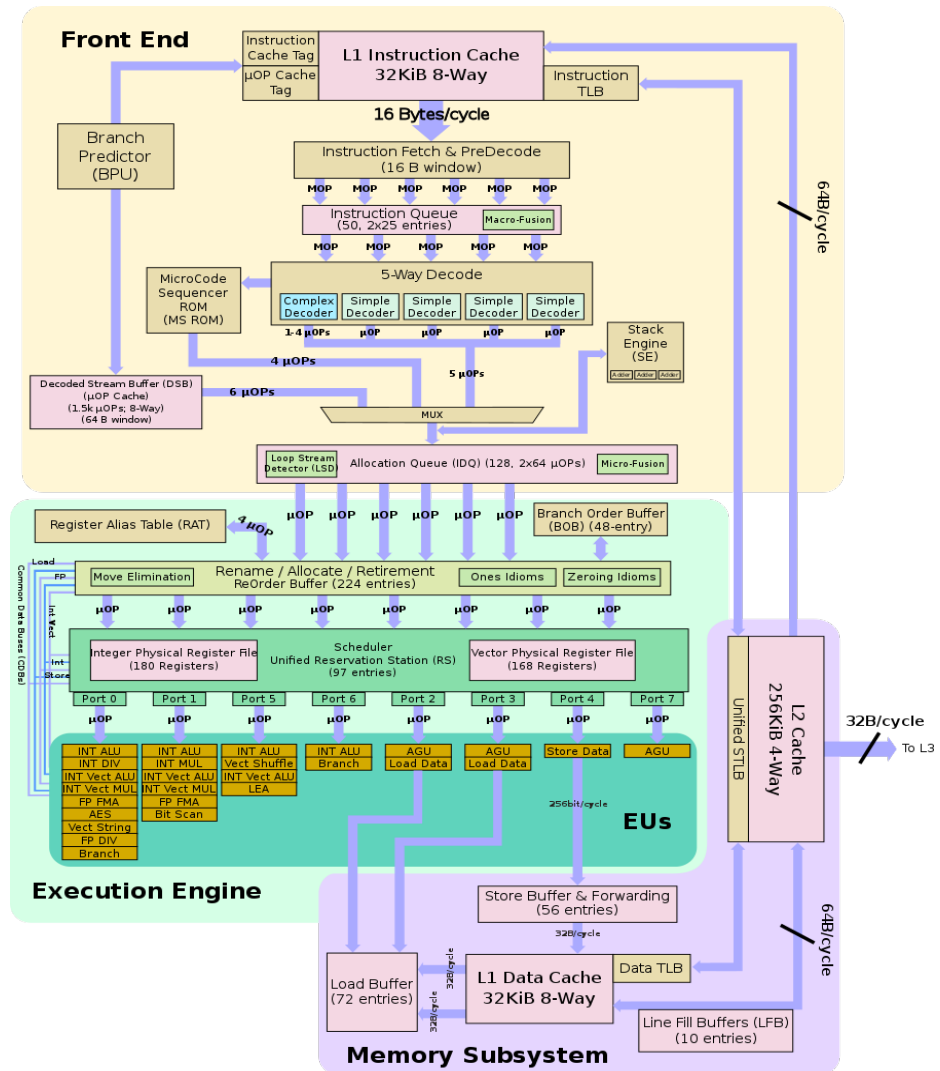 Front End
Instruction
Cache Tag
µOP Cache
Tag
L1 Instruction Cache
32KiB 8-Way
Instruction
TLB
16 Bytes/cycle
Branch
Predictor
(BPU)
Instruction Fetch & PreDecode
(16 B window)
MOP MOP MOP MOP MOP MOP
Instruction Queue
(50, 2x25 entries)
Macro-Fusion
64B/cycle
MOP MOP MOP MOP MOP
5-Way Decode
MicroCode
Sequencer
ROM
(MS ROM)
Complex
Decoder
Simple
Decoder
Simple
Decoder
Simple
Decoder
Simple
Decoder
1-4 µOPs µOP µOP µOP µOP
Stack
Engine
(SE)
Adder Adder Adder
4 µOPs
5 µOPs
Decoded Stream Buffer (DSB)
(µOP Cache)
(1.5k µOPs; 8-Way)
(64 B window)
6 µOPs
MUX
Loop Stream
Detector (LSD)
Allocation Queue (IDQ) (128, 2x64 µOPs)
Micro-Fusion
Register Alias Table (RAT)
4 µOP
µOP µOP µOP µOP µOP µOP
Branch Order Buffer
(BOB) (48-entry)
Load
FP
Common Data Buses (CDBs)
Int Vect
Int
Store
Move Elimination
Rename / Allocate / Retirement
ReOrder Buffer (224 entries)
Ones Idioms
Zeroing Idioms
µOP µOP µOP µOP µOP µOP µOP µOP
Integer Physical Register File
(180 Registers)
Scheduler
Unified Reservation Station (RS)
(97 entries)
Vector Physical Register File
(168 Registers)
Port 0 Port 1 Port 5 Port 6 Port 2 Port 3 Port 4 Port 7
µOP µOP µOP µOP µOP µOP µOP µOP
INT ALU
INT DIV
INT Vect ALU
INT Vect MUL
FP FMA
AES
Vect String
FP DIV
Branch
INT ALU
INT MUL
INT Vect ALU
INT Vect MUL
FP FMA
Bit Scan
INT ALU
Vect Shuffle
INT Vect ALU
LEA
INT ALU
Branch
AGU
Load Data
AGU
Load Data
Store Data
AGU
256bit/cycle
EUs
Execution Engine
Unified STLB
L2 Cache
256KiB 4-Way
32B/cycle
To L3
Store Buffer & Forwarding
(56 entries)
32B/cycle
64B/cycle
Load Buffer
(72 entries)
32B/cycle
32B/cycle
L1 Data Cache
32KiB 8-Way
Data TLB
Line Fill Buffers (LFB)
(10 entries)
Memory Subsystem